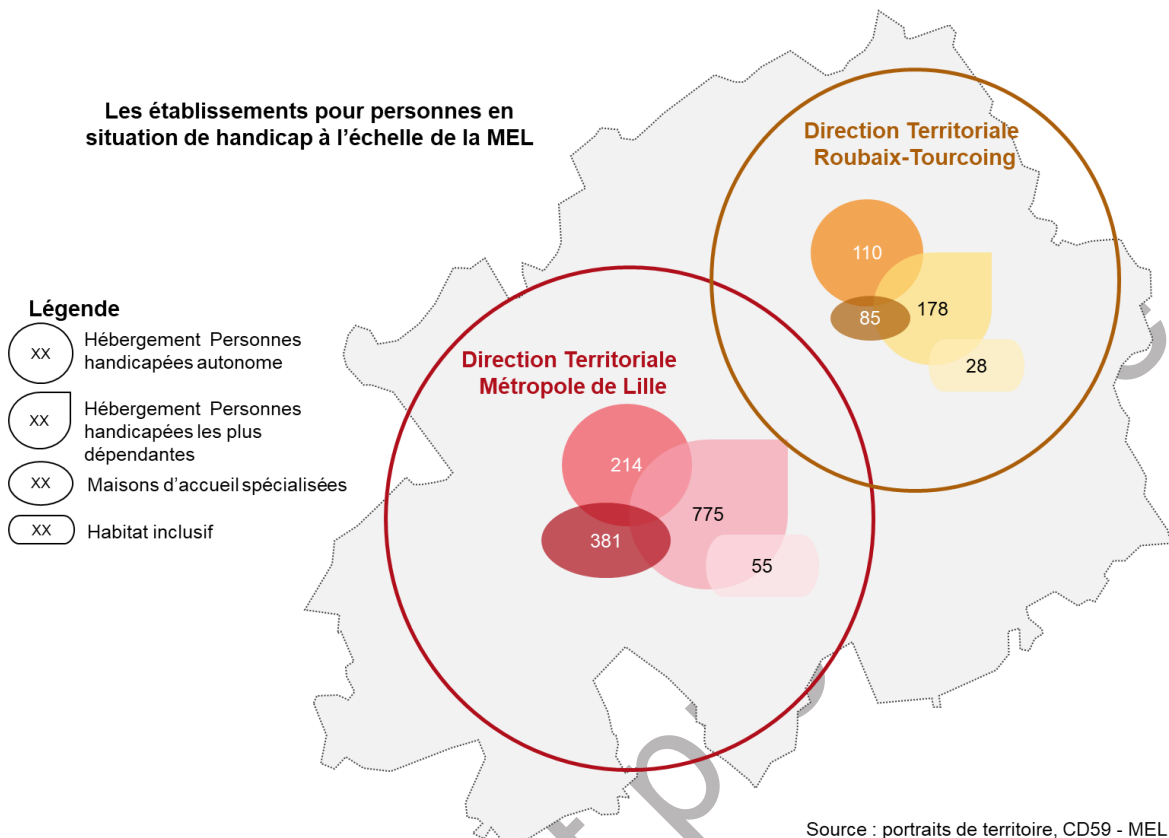 Les établissements pour personnes en
situation de handicap à l'échelle de la MEL
Direction Territoriale
Roubaix-Tourcoing
110
178
85
28
Direction Territoriale
Métropole de Lille
214
775
381
55
Légende
XX
Hébergement Personnes
handicapées autonome
XX
Hébergement Personnes
handicapées les plus
dépendantes
XX
Maisons d'accueil spécialisées
XX
Habitat inclusif
Source : portraits de territoire, CD59 - MEL